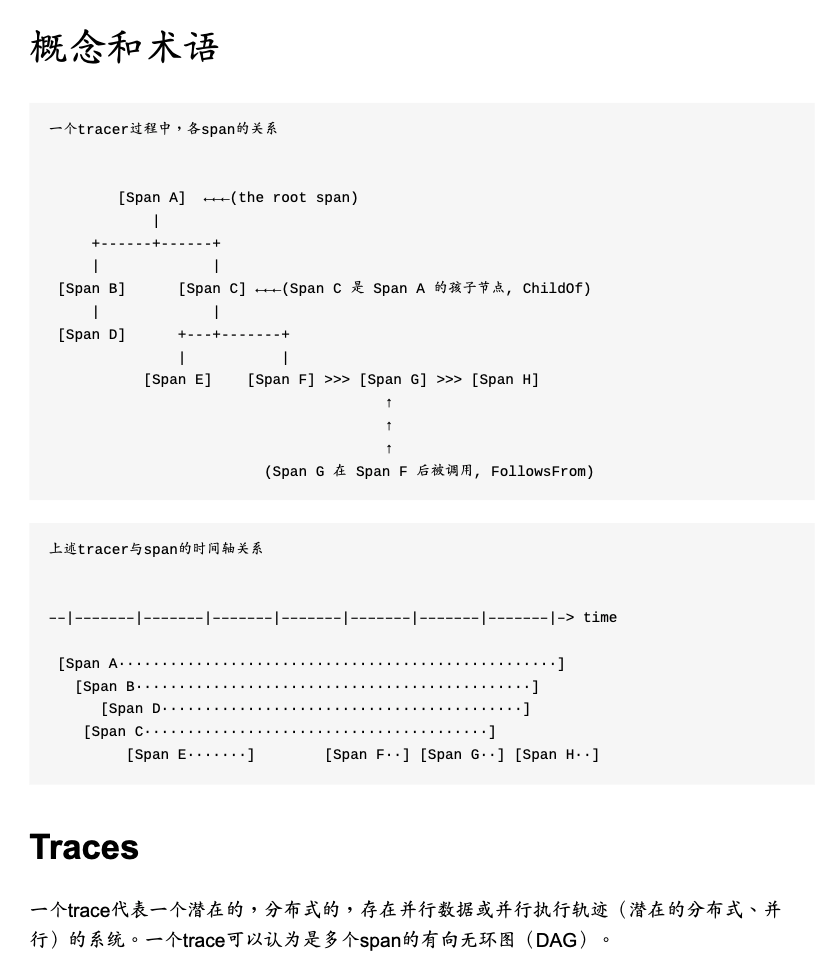 概念和术语
一个tracer过程中，各span的关系
        [Span A]  ←←←(the root span)
            |
     +------+------+
     |             |
 [Span B]      [Span C] ←←←(Span C 是 Span A 的孩子节点, ChildOf)
     |             |
 [Span D]      +---+-------+
               |           |
           [Span E]    [Span F] >>> [Span G] >>> [Span H]
                                       ↑
                                       ↑
                                       ↑
                         (Span G 在 Span F 后被调用, FollowsFrom)
上述tracer与span的时间轴关系
––|–––––––|–––––––|–––––––|–––––––|–––––––|–––––––|–––––––|–> time
 [Span A···················································]
   [Span B··············································]
      [Span D··········································]
    [Span C········································]
         [Span E·······]        [Span F··] [Span G··] [Span H··]
Traces
一个trace代表一个潜在的，分布式的，存在并行数据或并行执行轨迹（潜在的分布式、并
行）的系统。一个trace可以认为是多个span的有向无环图（DAG）。